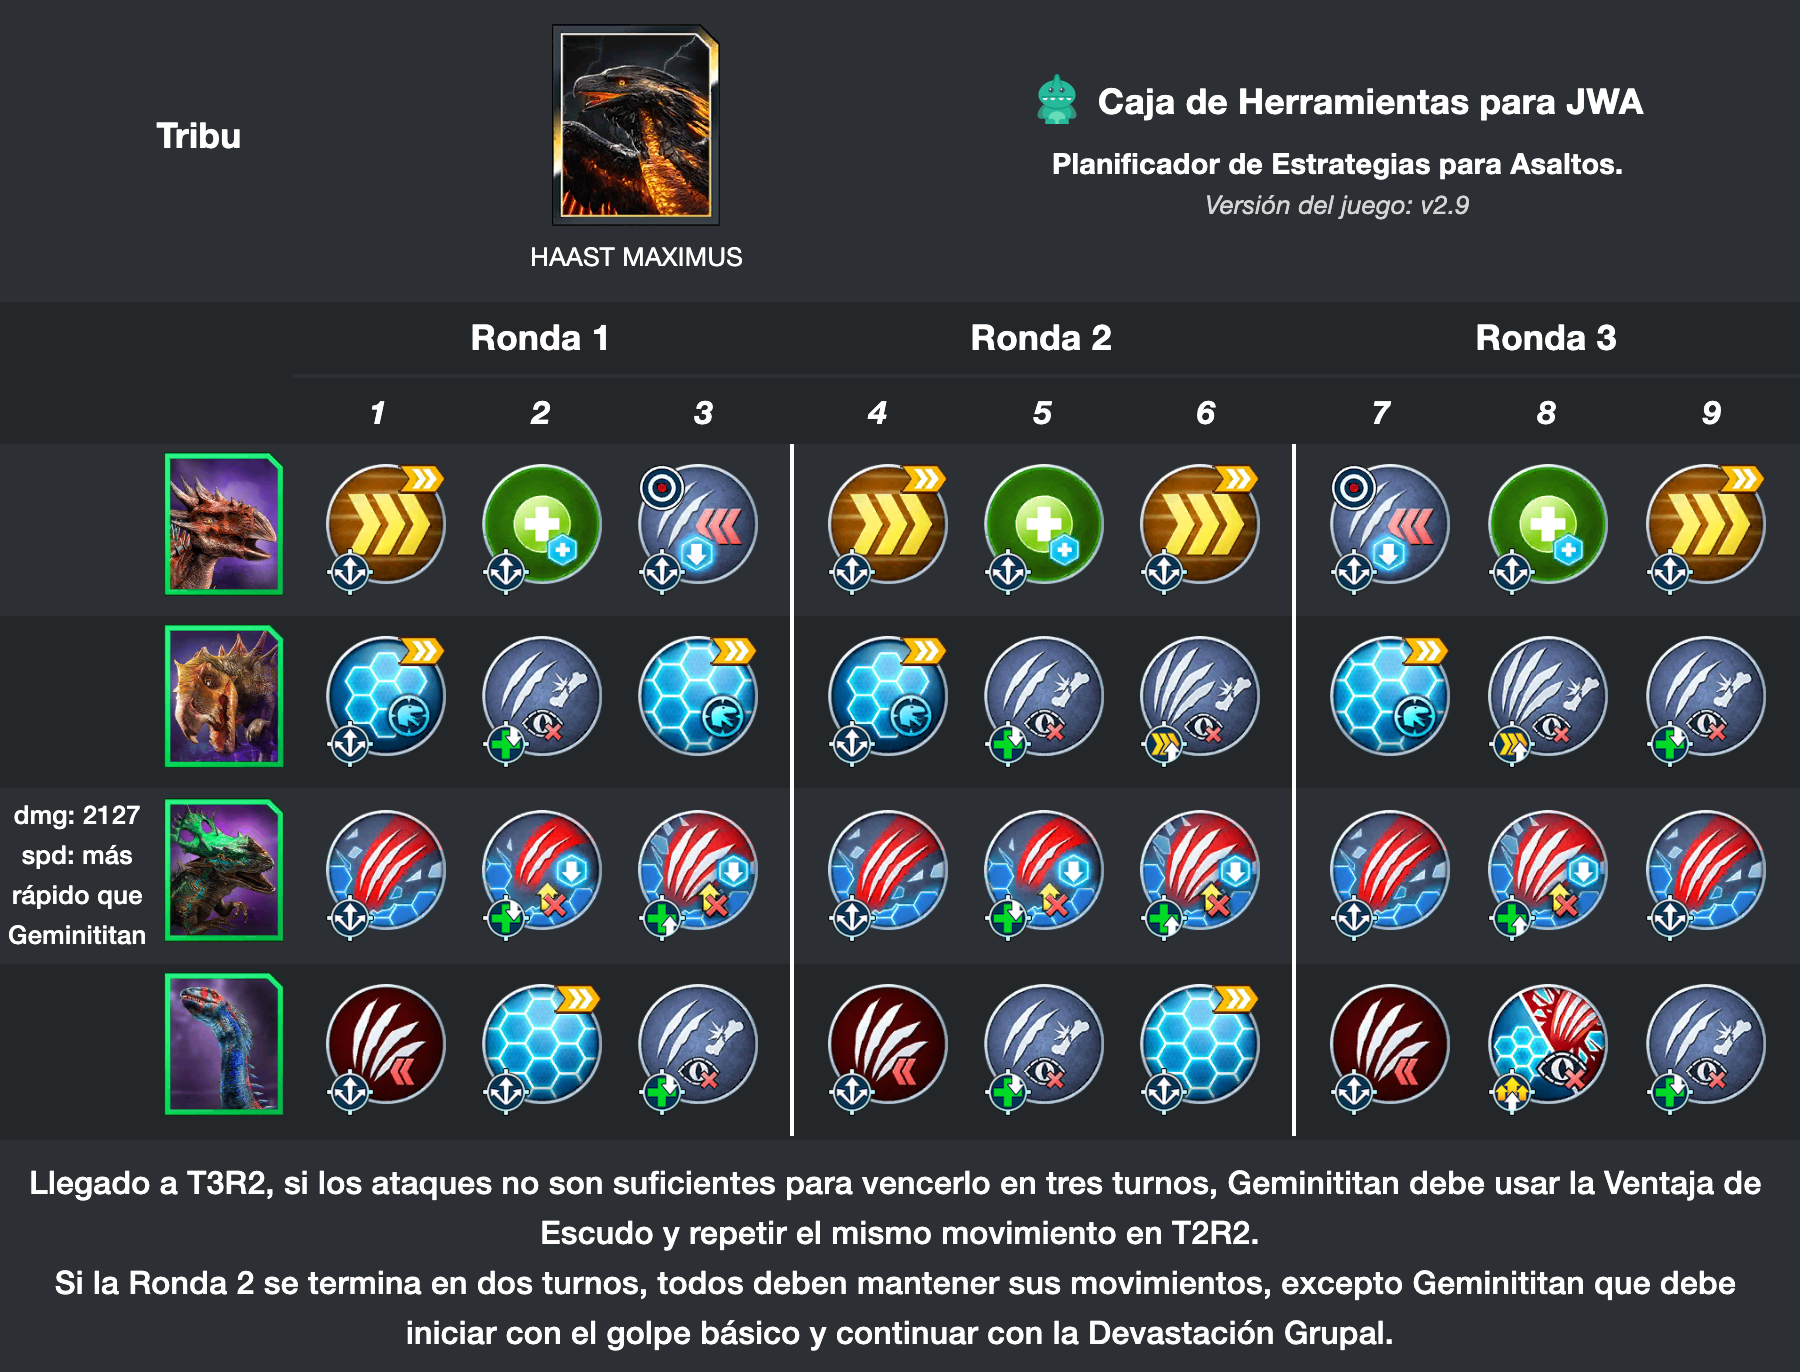 Tribu
HAAST MAXIMUS
Caja de Herramientas para JWA
Planificador de Estrategias para Asaltos.
Versión del juego: v2.9
Ronda 1
Ronda 2
Ronda 3
1
2
3
4
5
6
7
8
9
dmg: 2127
spd: más
rápido que
Geminititan
Llegado a T3R2, si los ataques no son suficientes para vencerlo en tres turnos, Geminititan debe usar la Ventaja de
Escudo y repetir el mismo movimiento en T2R2.
Si la Ronda 2 se termina en dos turnos, todos deben mantener sus movimientos, excepto Geminititan que debe
iniciar con el golpe básico y continuar con la Devastación Grupal.